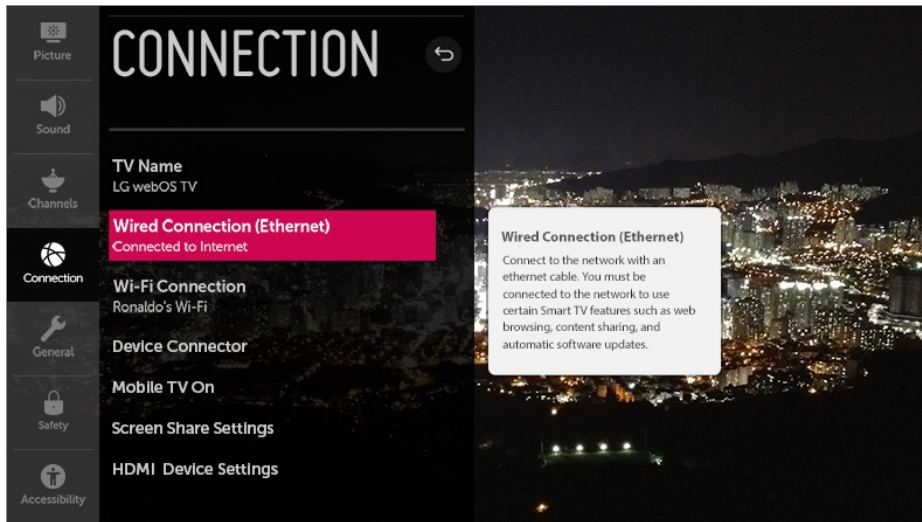 Picture
Sound
Channels
Connection
General
Safety
Accessibility
CONNECTION
TV Name
LG webOS TV
Wired Connection (Ethernet)
Connected to Internet
Wi-Fi Connection
Ronaldo's Wi-Fi
Device Connector
Mobile TV On
Screen Share Settings
HDMI Device Settings
Wired Connection (Ethernet)
Connect to the network with an
ethernet cable. You must be
connected to the network to use
certain Smart TV features such as web
browsing, content sharing, and
automatic software updates.